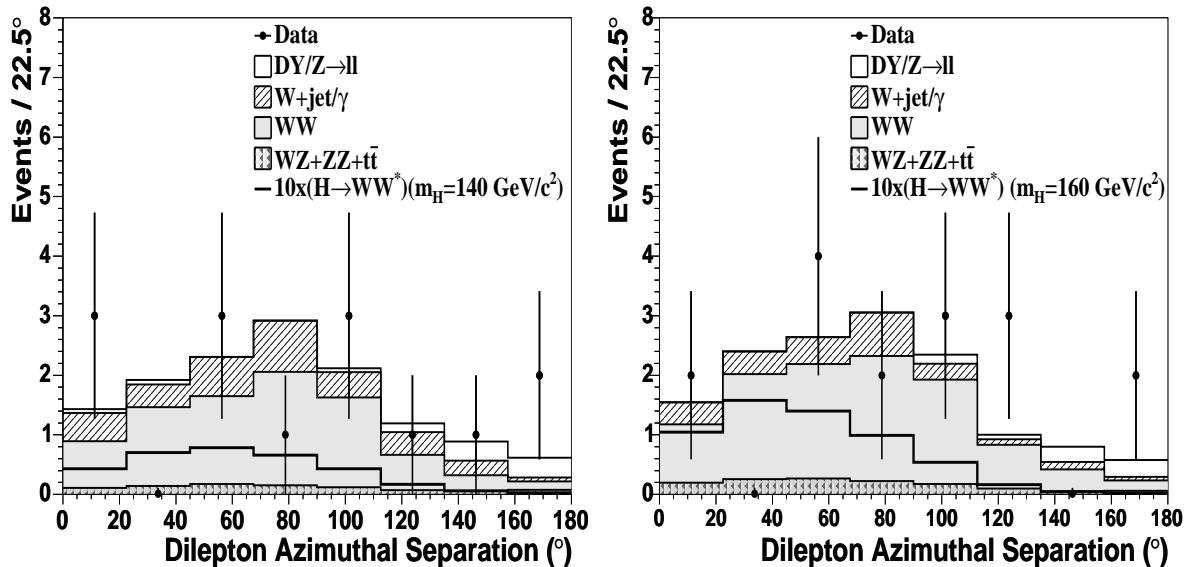 Events / 22.5°
8
7
6
5
4
3
2
1
0
Data
DY/Z→ll
W+jet/γ
WW
WZ+ZZ+tt̄
10x(H→WW*)(m_H=140 GeV/c²)
0 20 40 60 80 100 120 140 160 180
Dilepton Azimuthal Separation (°)
Events / 22.5°
8
7
6
5
4
3
2
1
0
Data
DY/Z→ll
W+jet/γ
WW
WZ+ZZ+tt̄
10x(H→WW*) (m_H=160 GeV/c²)
0 20 40 60 80 100 120 140 160 180
Dilepton Azimuthal Separation (°)